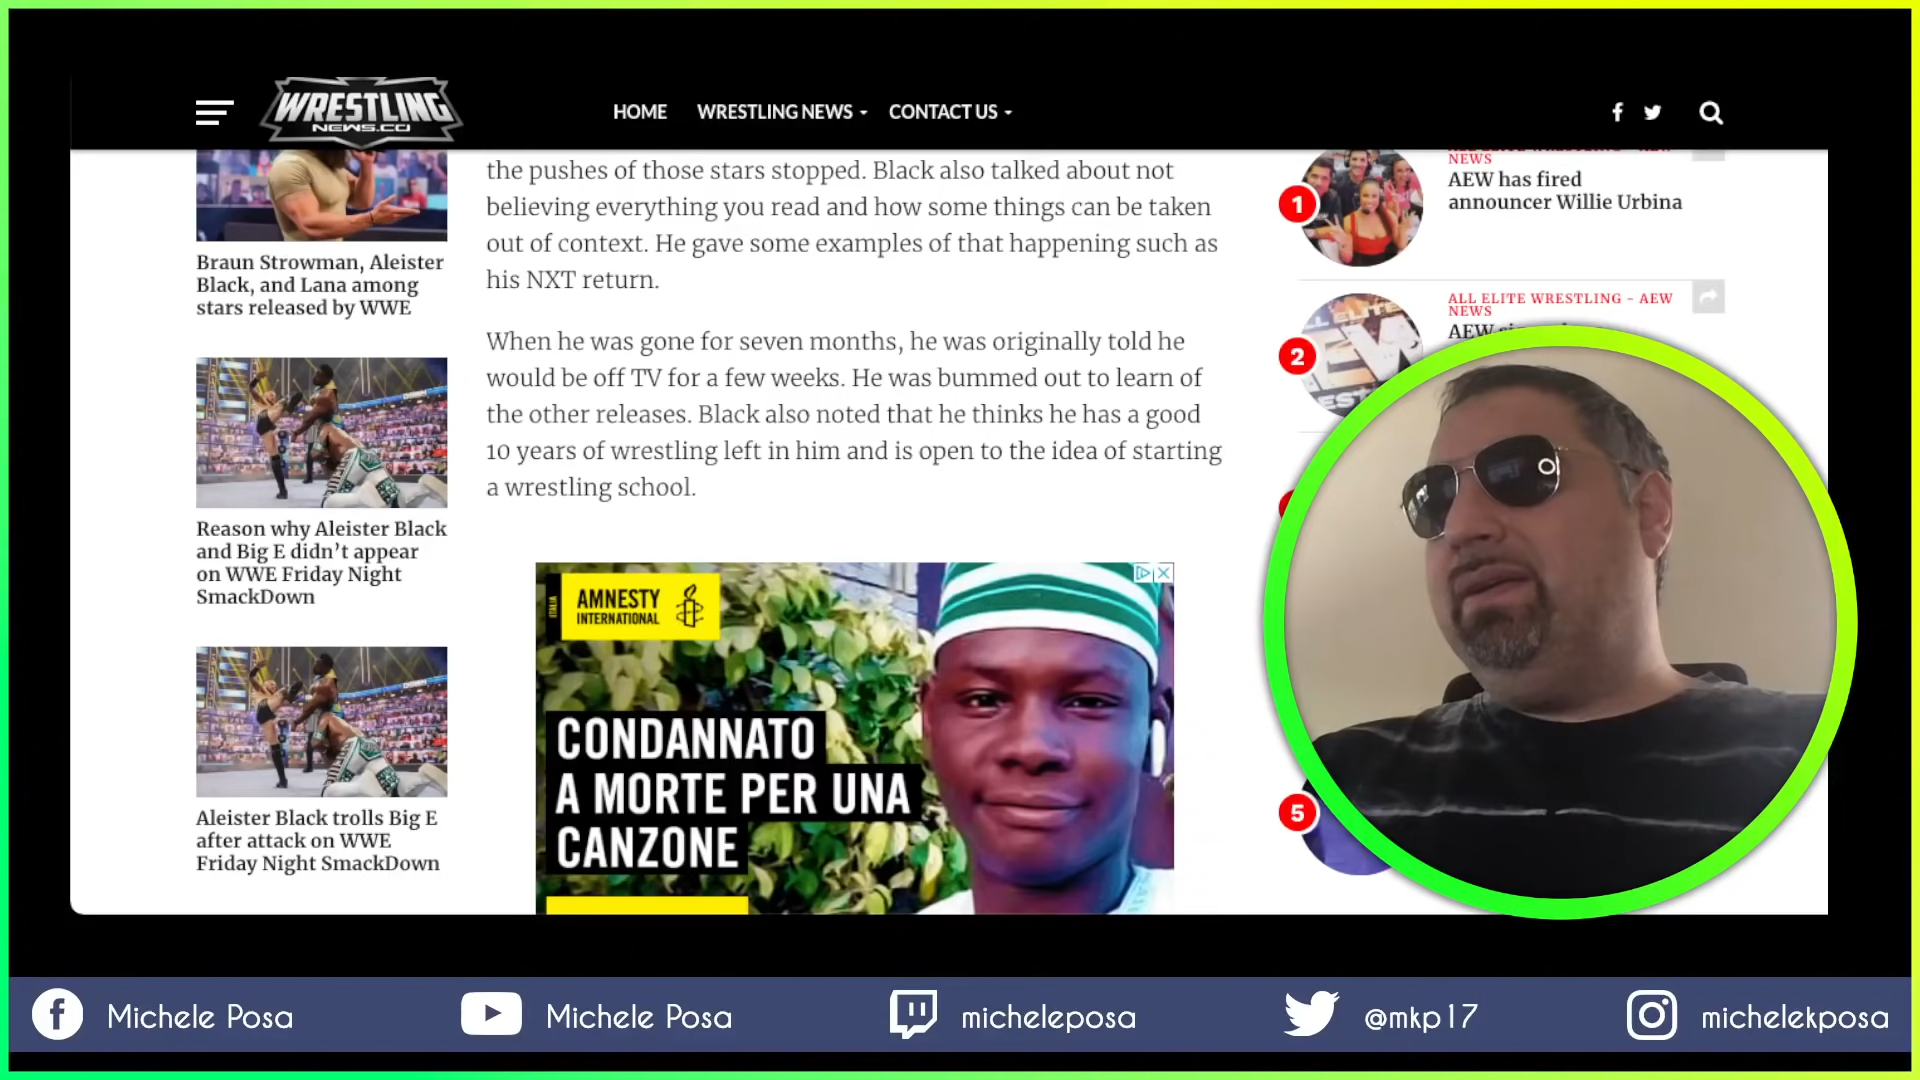 WRESTLING
NEWS.CO
HOME
WRESTLING NEWS
CONTACT US
Braun Strowman, Aleister
Black, and Lana among
stars released by WWE
Reason why Aleister Black
and Big E didn’t appear
on WWE Friday Night
SmackDown
Aleister Black trolls Big E
after attack on WWE
Friday Night SmackDown
the pushes of those stars stopped. Black also talked about not
believing everything you read and how some things can be taken
out of context. He gave some examples of that happening such as
his NXT return.
When he was gone for seven months, he was originally told he
would be off TV for a few weeks. He was bummed out to learn of
the other releases. Black also noted that he thinks he has a good
10 years of wrestling left in him and is open to the idea of starting
a wrestling school.
ITALIA
AMNESTY
INTERNATIONAL
CONDANNATO
A MORTE PER UNA
CANZONE
1
ALL ELITE WRESTLING - AEW
NEWS
AEW has fired
announcer Willie Urbina
2
ALL ELITE WRESTLING - AEW
NEWS
AEW
5
Michele Posa
Michele Posa
micheleposa
@mkp17
michelekposa